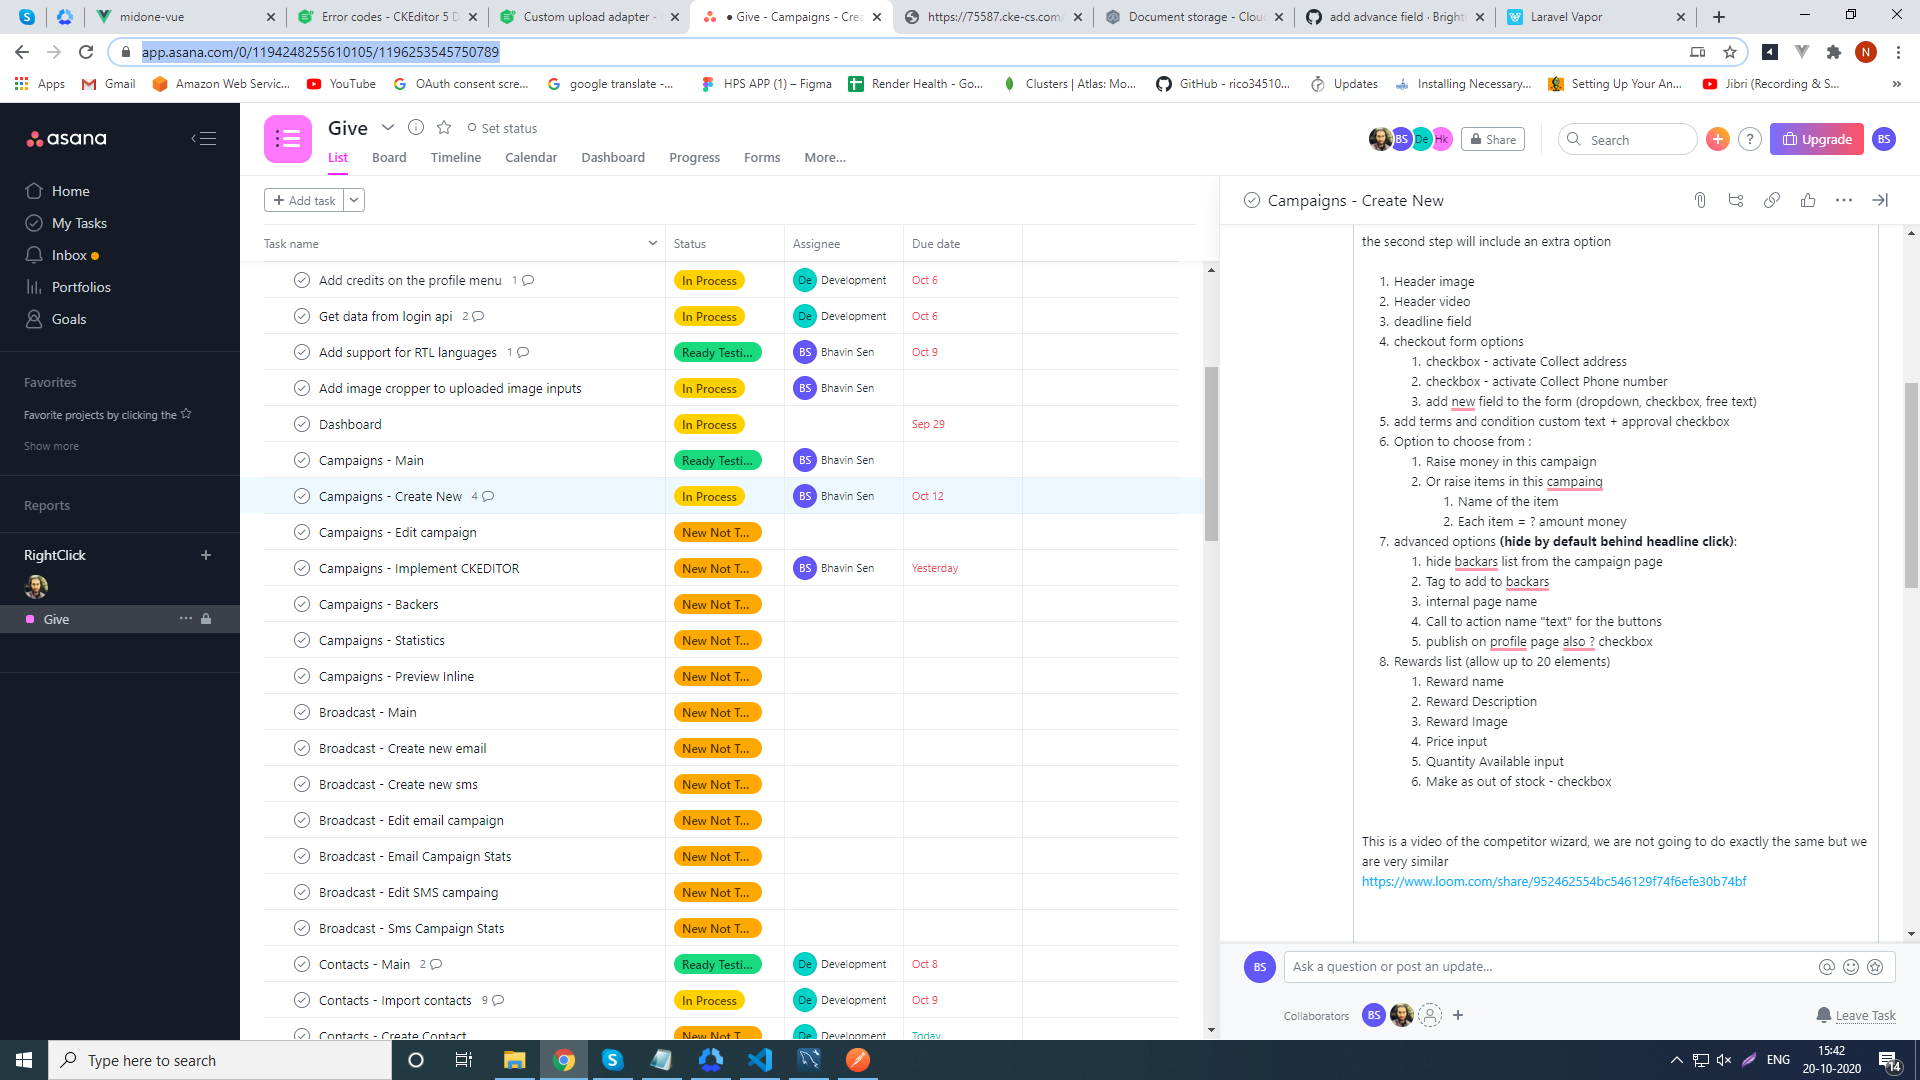 midone-vue
Error codes - CKEditor 5 D
Custom upload adapter -
● Give - Campaigns - Crea
https://75587.cke-cs.com/
Document storage - Clou
add advance field · Bright
Laravel Vapor
app.asana.com/0/1194248255610105/1196253545750789
N
Apps
Gmail
Amazon Web Servic...
YouTube
OAuth consent scre...
google translate -...
HPS APP (1) – Figma
Render Health - Go...
Clusters | Atlas: Mo...
GitHub - rico34510...
Updates
Installing Necessary...
Setting Up Your An...
Jibri (Recording & S...
»
asana
Home
My Tasks
Inbox
Portfolios
Goals
Favorites
Favorite projects by clicking the
Show more
Reports
RightClick
Give
Give
Set status
List
Board
Timeline
Calendar
Dashboard
Progress
Forms
More...
BS
De
Hk
Share
Search
?
Upgrade
BS
Add task
Task name
Status
Assignee
Due date
Add credits on the profile menu 1 In Process De Development Oct 6
Get data from login api 2 In Process De Development Oct 6
Add support for RTL languages 1 Ready Testi... BS Bhavin Sen Oct 9
Add image cropper to uploaded image inputs In Process BS Bhavin Sen
Dashboard In Process Sep 29
Campaigns - Main Ready Testi... BS Bhavin Sen
Campaigns - Create New 4 In Process BS Bhavin Sen Oct 12
Campaigns - Edit campaign New Not T...
Campaigns - Implement CKEDITOR New Not T... BS Bhavin Sen Yesterday
Campaigns - Backers New Not T...
Campaigns - Statistics New Not T...
Campaigns - Preview Inline New Not T...
Broadcast - Main New Not T...
Broadcast - Create new email New Not T...
Broadcast - Create new sms New Not T...
Broadcast - Edit email campaign New Not T...
Broadcast - Email Campaign Stats New Not T...
Broadcast - Edit SMS campaing New Not T...
Broadcast - Sms Campaign Stats New Not T...
Contacts - Main 2 Ready Testi... De Development Oct 8
Contacts - Import contacts 9 In Process De Development Oct 9
Contacts - Create Contact New Not T... De Development Today
Campaigns - Create New
the second step will include an extra option
1. Header image
2. Header video
3. deadline field
4. checkout form options
1. checkbox - activate Collect address
2. checkbox - activate Collect Phone number
3. add new field to the form (dropdown, checkbox, free text)
5. add terms and condition custom text + approval checkbox
6. Option to choose from :
1. Raise money in this campaign
2. Or raise items in this campaing
1. Name of the item
2. Each item = ? amount money
7. advanced options (hide by default behind headline click):
1. hide backars list from the campaign page
2. Tag to add to backars
3. internal page name
4. Call to action name "text" for the buttons
5. publish on profile page also ? checkbox
8. Rewards list (allow up to 20 elements)
1. Reward name
2. Reward Description
3. Reward Image
4. Price input
5. Quantity Available input
6. Make as out of stock - checkbox
This is a video of the competitor wizard, we are not going to do exactly the same but we
are very similar
https://www.loom.com/share/952462554bc546129f74f6efe30b74bf
BS
Ask a question or post an update...
Collaborators
BS
Leave Task
Type here to search
ENG
15:42
20-10-2020
14